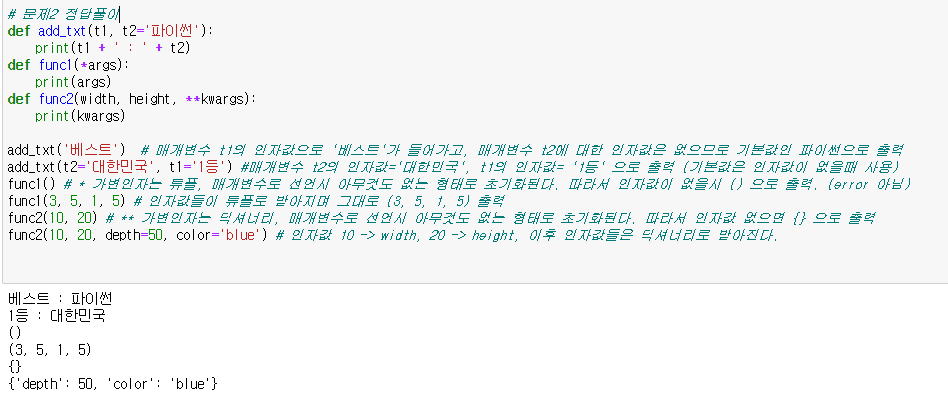 # 문제2 정답풀이
def add_txt(t1, t2='파이썬'):
    print(t1 + ' : ' + t2)
def func1(*args):
    print(args)
def func2(width, height, **kwargs):
    print(kwargs)

add_txt('베스트')  # 매개변수 t1의 인자값으로 '베스트'가 들어가고, 매개변수 t2에 대한 인자값은 없으므로 기본값인 파이썬으로 출력
add_txt(t2='대한민국', t1='1등') #매개변수 t2의 인자값='대한민국', t1의 인자값= '1등' 으로 출력 (기본값은 인자값이 없을때 사용)
func1() # * 가변인자는 튜플, 매개변수로 선언시 아무것도 없는 형태로 초기화된다. 따라서 인자값이 없을시 () 으로 출력. (error 아님)
func1(3, 5, 1, 5) # 인자값들이 튜플로 받아지며 그대로 (3, 5, 1, 5) 출력
func2(10, 20) # ** 가변인자는 딕셔너리, 매개변수로 선언시 아무것도 없는 형태로 초기화된다. 따라서 인자값 없으면 {} 으로 출력
func2(10, 20, depth=50, color='blue') # 인자값 10 -> width, 20 -> height, 이후 인자값들은 딕셔너리로 받아진다.

베스트 : 파이썬
1등 : 대한민국
()
(3, 5, 1, 5)
{}
{'depth': 50, 'color': 'blue'}